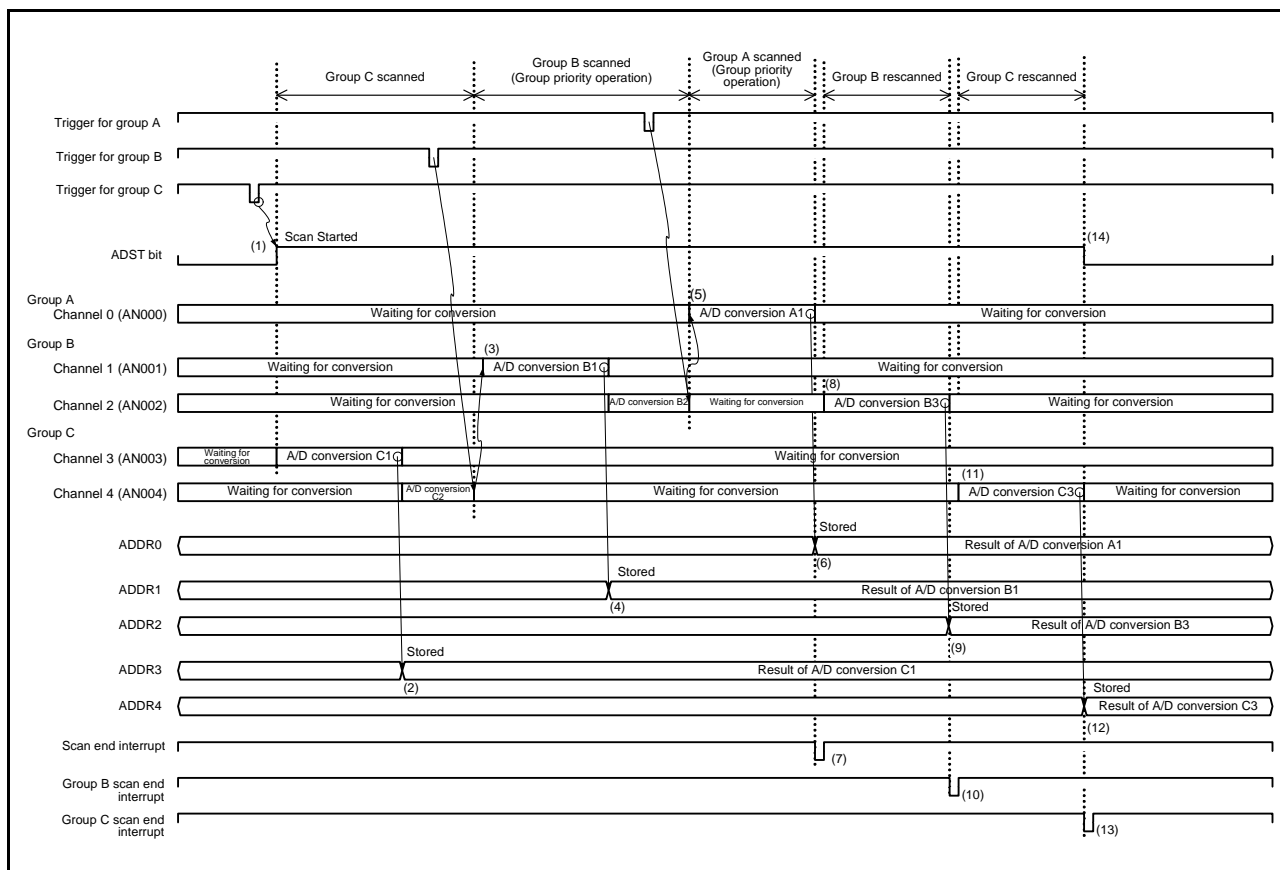 Group C scanned
Group B scanned
(Group priority operation)
Group A scanned
(Group priority
operation)
Group B rescanned
Group C rescanned
Trigger for group A
Trigger for group B
Trigger for group C
(1)
Scan Started
(14)
ADST bit
Group A
(5)
Channel 0 (AN000)
Waiting for conversion
A/D conversion A1
Waiting for conversion
Group B
(3)
Channel 1 (AN001)
Waiting for conversion
A/D conversion B1
Waiting for conversion
(8)
Channel 2 (AN002)
Waiting for conversion
A/D conversion B2
Waiting for conversion
A/D conversion B3
Waiting for conversion
Group C
Channel 3 (AN003)
Waiting for
conversion
A/D conversion C1
Waiting for conversion
(11)
Channel 4 (AN004)
Waiting for conversion
A/D conversion
C2
Waiting for conversion
A/D conversion C3
Waiting for conversion
Stored
ADDR0
Result of A/D conversion A1
(6)
Stored
ADDR1
Result of A/D conversion B1
(4)
Stored
ADDR2
Result of A/D conversion B3
(9)
Stored
ADDR3
Result of A/D conversion C1
(2)
Stored
ADDR4
Result of A/D conversion C3
(12)
Scan end interrupt
(7)
Group B scan end
interrupt
(10)
Group C scan end
interrupt
(13)